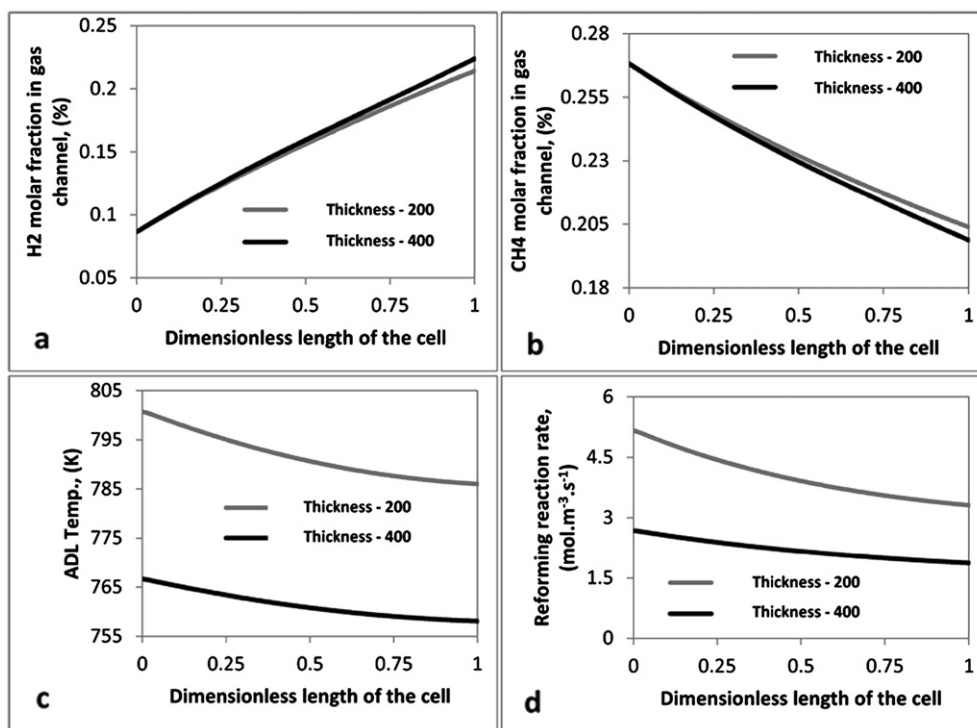 H2 molar fraction in gas
channel, (%)
0.25
0.2
0.15
0.1
0.05
Thickness - 200
Thickness - 400
0 0.25 0.5 0.75 1
Dimensionless length of the cell
a
CH4 molar fraction in gas
channel, (%)
0.255
0.23
0.205
0.18
Thickness - 200
Thickness - 400
0 0.25 0.5 0.75 1
Dimensionless length of the cell
b
ADL Temp., (K)
805
795
785
775
765
755
Thickness - 200
Thickness - 400
0 0.25 0.5 0.75 1
Dimensionless length of the cell
c
Reforming reaction rate,
(mol.m⁻³.s⁻¹)
6
4.5
3
1.5
0
Thickness - 200
Thickness - 400
0 0.25 0.5 0.75 1
Dimensionless length of the cell
d